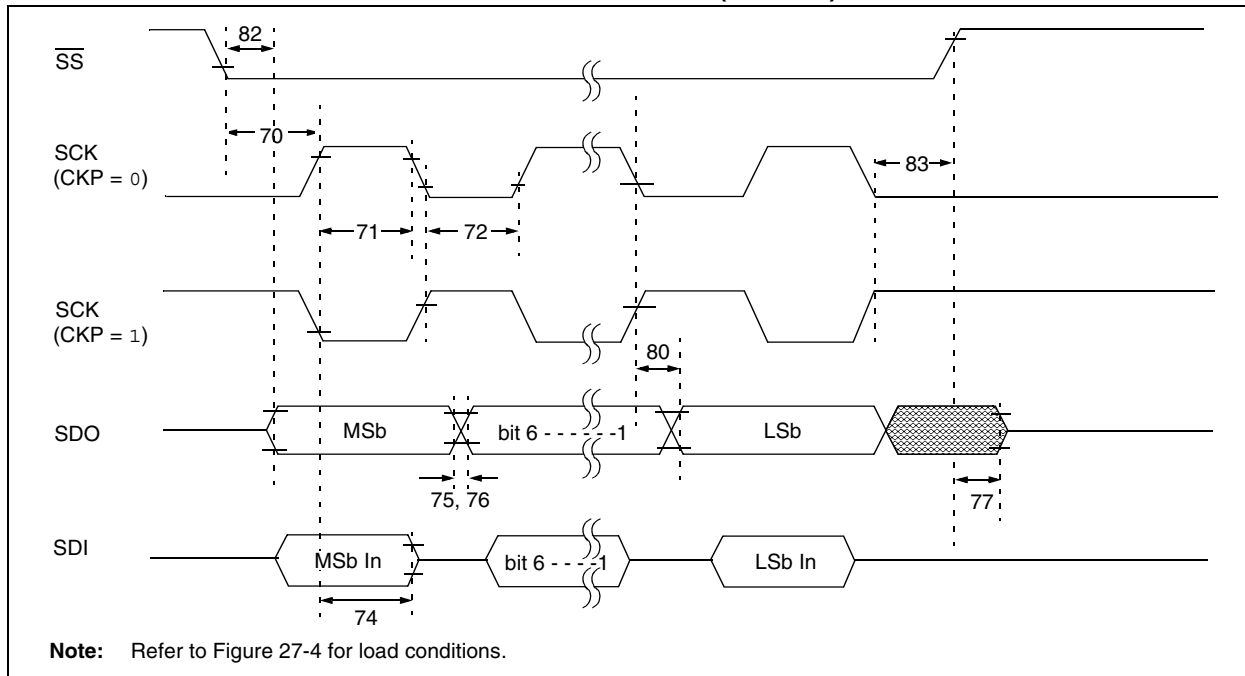 82
SS
70
SCK
(CKP = 0)
83
71
72
SCK
(CKP = 1)
80
SDO
MSb
bit 6 - - - - - -1
LSb
75, 76
77
SDI
MSb In
bit 6 - - - -1
LSb In
74
Note: Refer to Figure 27-4 for load conditions.